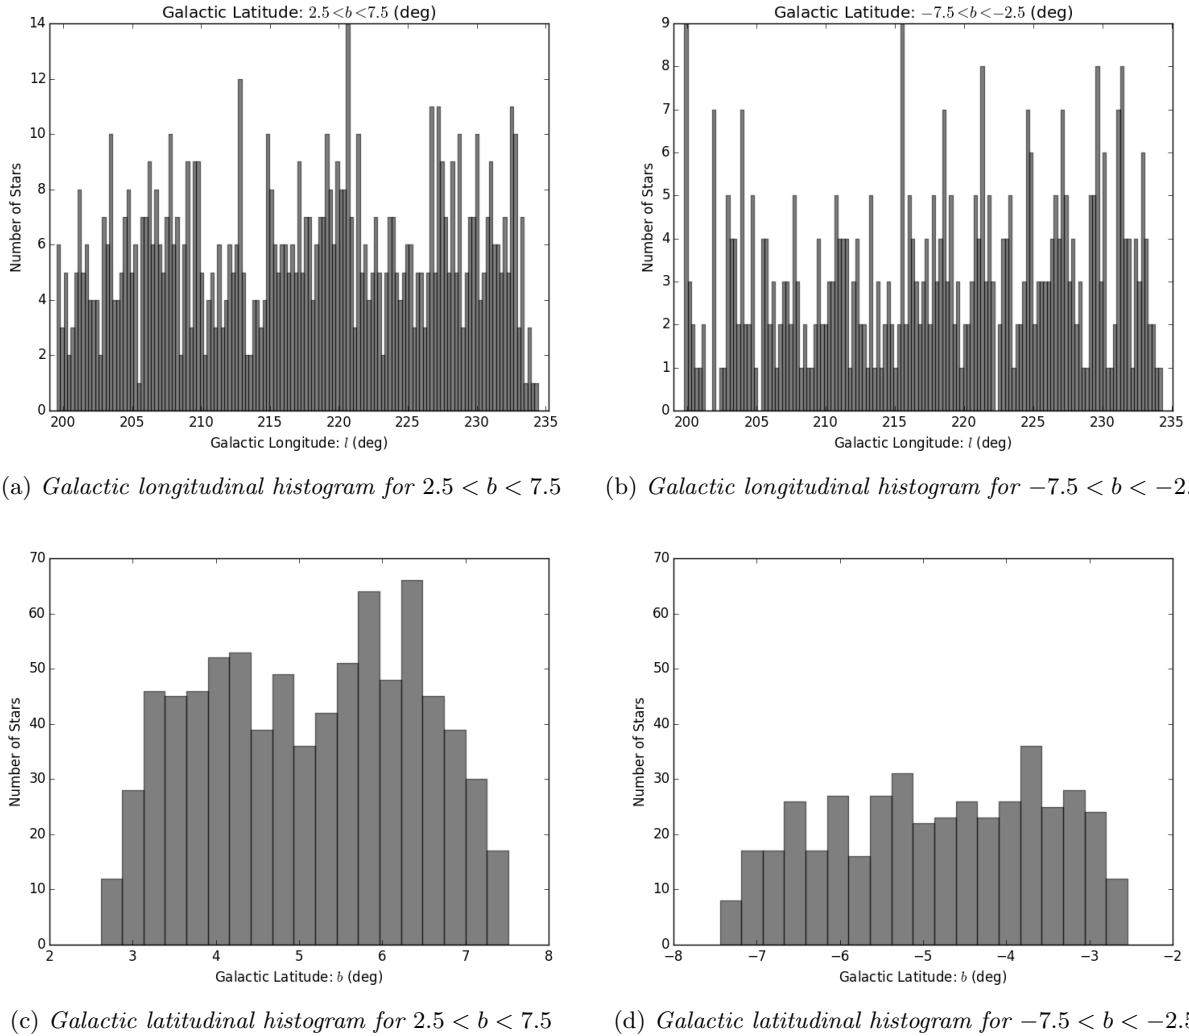 Galactic Latitude: 2.5<b<7.5 (deg)
14
12
10
8
6
4
2
0
Number of Stars
200 205 210 215 220 225 230 235
Galactic Longitude: l (deg)
(a) Galactic longitudinal histogram for 2.5 < b < 7.5
Galactic Latitude: −7.5<b<−2.5 (deg)
9
8
7
6
5
4
3
2
1
0
Number of Stars
200 205 210 215 220 225 230 235
Galactic Longitude: l (deg)
(b) Galactic longitudinal histogram for −7.5 < b < −2.
70
60
50
40
30
20
10
0
Number of Stars
2 3 4 5 6 7 8
Galactic Latitude: b (deg)
(c) Galactic latitudinal histogram for 2.5 < b < 7.5
70
60
50
40
30
20
10
0
Number of Stars
−8 −7 −6 −5 −4 −3 −2
Galactic Latitude: b (deg)
(d) Galactic latitudinal histogram for −7.5 < b < −2.5